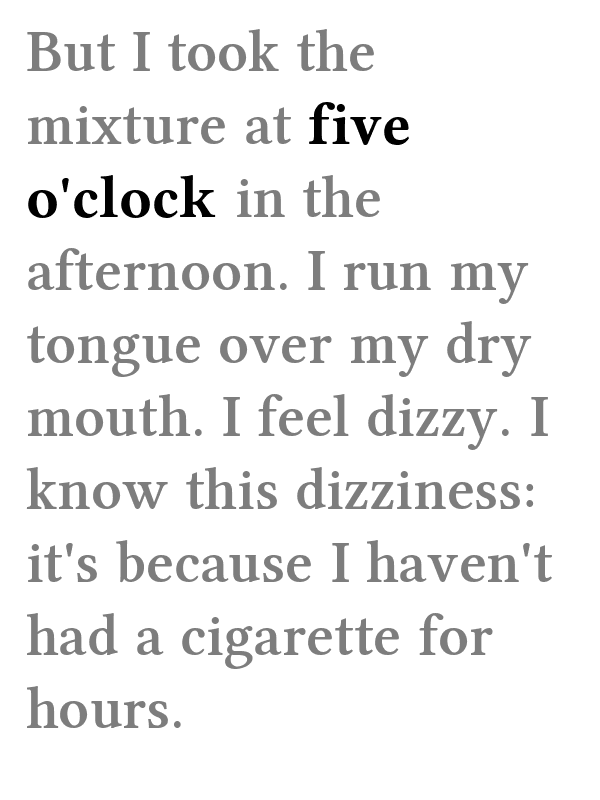 But I took the
mixture at five
o'clock in the
afternoon. I run my
tongue over my dry
mouth. I feel dizzy. I
know this dizziness:
it's because I haven't
had a cigarette for
hours.